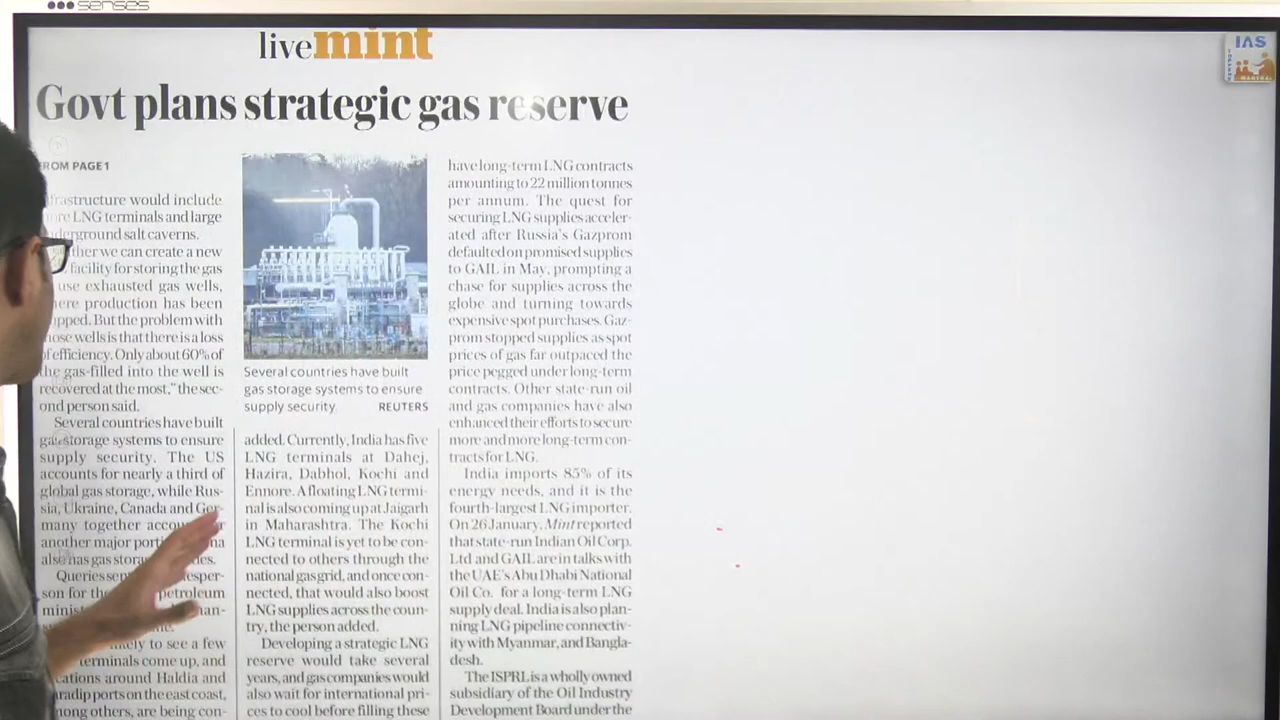 senses
IAS
livemint
Govt plans strategic gas reserve
ROM PAGE 1
would include
LNG terminals and large
salt caverns.
we can create a new
facility for storing the gas
use exhausted gas wells,
production has been
But the problem with
wells is that there is a loss
of efficiency. Only about 60% of
the gas-filled into the well is
recovered at the most," the sec-
ond person said.
Several countries have built
gas storage systems to ensure
supply security. The US
accounts for nearly a third of
global gas storage, while Rus-
sia, Ukraine, Canada and Ger-
many together
another major
also has gas
Queries
son for the petroleum
to see a few
terminals come up, and
around Haldia and
ports on the east coast,
others, are being con-
Several countries have built
gas storage systems to ensure
supply security. REUTERS
added. Currently, India has five
LNG terminals at Dahej,
Hazira, Dabhol, Kochi and
Ennore. A floating LNG termi-
nal is also coming up at Jaigarh
in Maharashtra. The Kochi
LNG terminal is yet to be con-
nected to others through the
national gas grid, and once con-
nected, that would also boost
LNG supplies across the coun-
try, the person added.
Developing a strategic LNG
reserve would take several
years, and gas companies would
also wait for international pri-
ces to cool before filling these
have long-term LNG contracts
amounting to 22 million tonnes
per annum. The quest for
securing LNG supplies acceler-
ated after Russia's Gazprom
defaulted on promised supplies
to GAIL in May, prompting a
chase for supplies across the
globe and turning towards
expensive spot purchases. Gaz-
prom stopped supplies as spot
prices of gas far outpaced the
price pegged under long-term
contracts. Other state-run oil
and gas companies have also
enhanced their efforts to secure
more and more long-term con-
tracts for LNG.
India imports 85% of its
energy needs, and it is the
fourth-largest LNG importer.
On 26 January, Mint reported
that state-run Indian Oil Corp.
Ltd and GAIL are in talks with
the UAE's Abu Dhabi National
Oil Co. for a long-term LNG
supply deal. India is also plan-
ning LNG pipeline connectiv-
ity with Myanmar, and Bangla-
desh.
The ISPRL is a wholly owned
subsidiary of the Oil Industry
Development Board under the